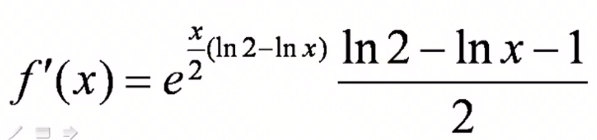 f'(x) = e^{\frac{x}{2}(\ln 2 - \ln x)} \frac{\ln 2 - \ln x - 1}{2}